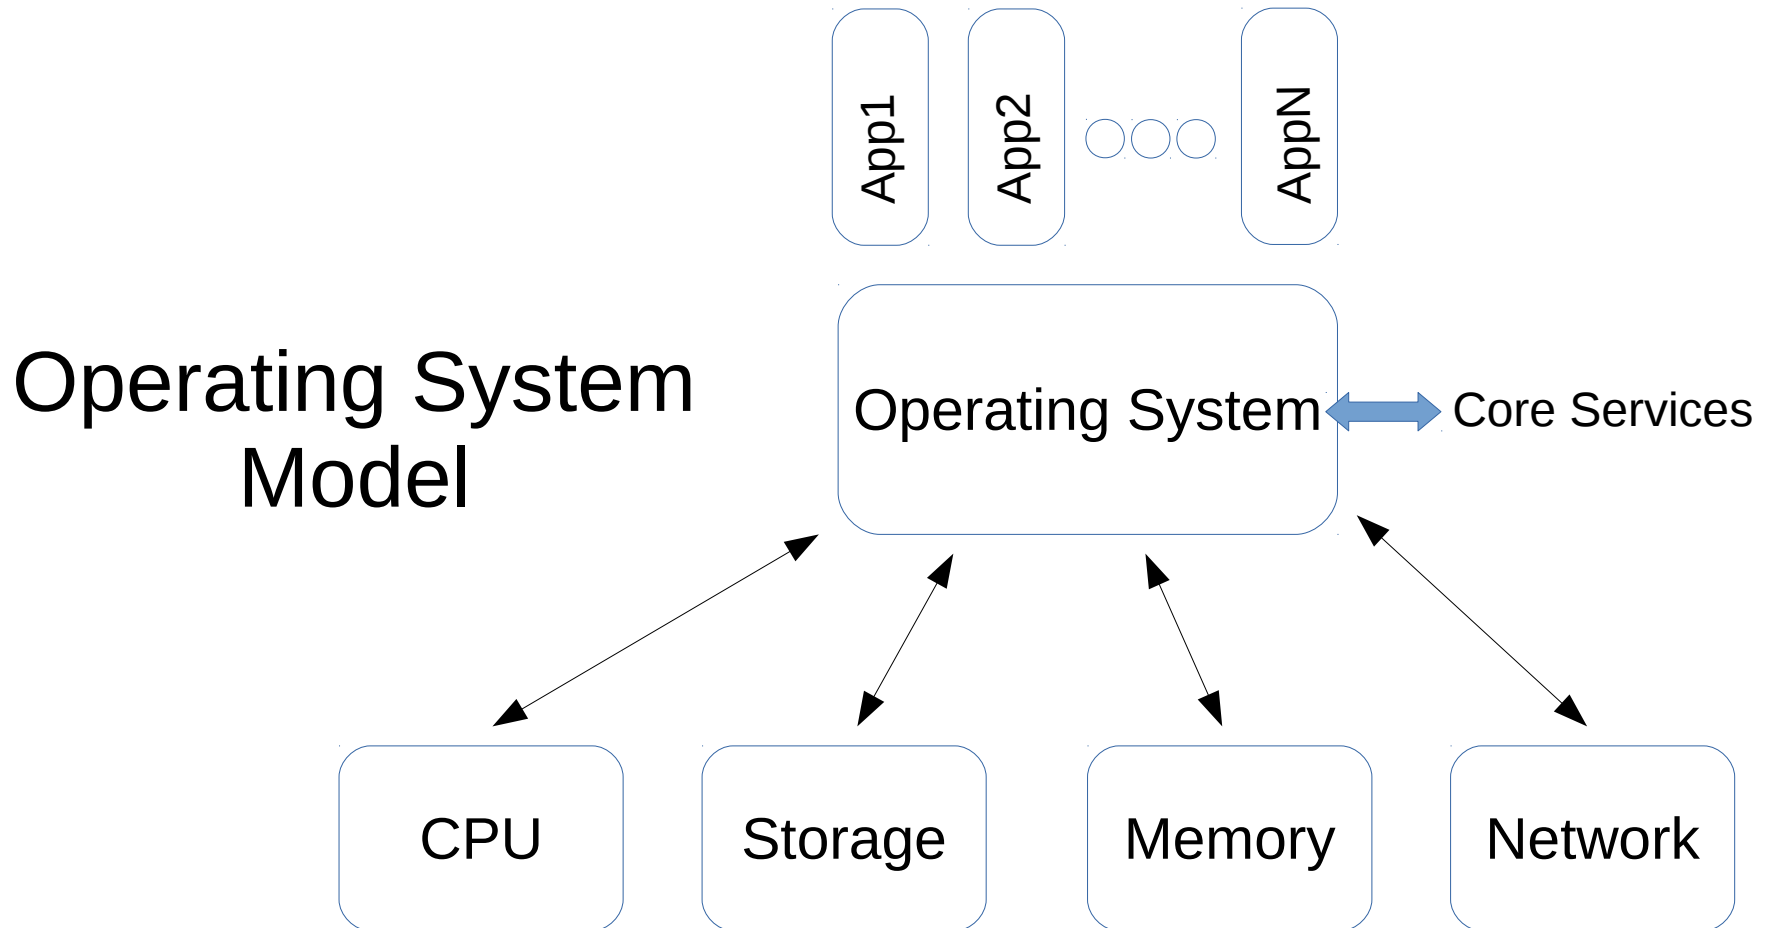 App1
App2
AppN
Operating System
Model
Operating System
Core Services
CPU
Storage
Memory
Network